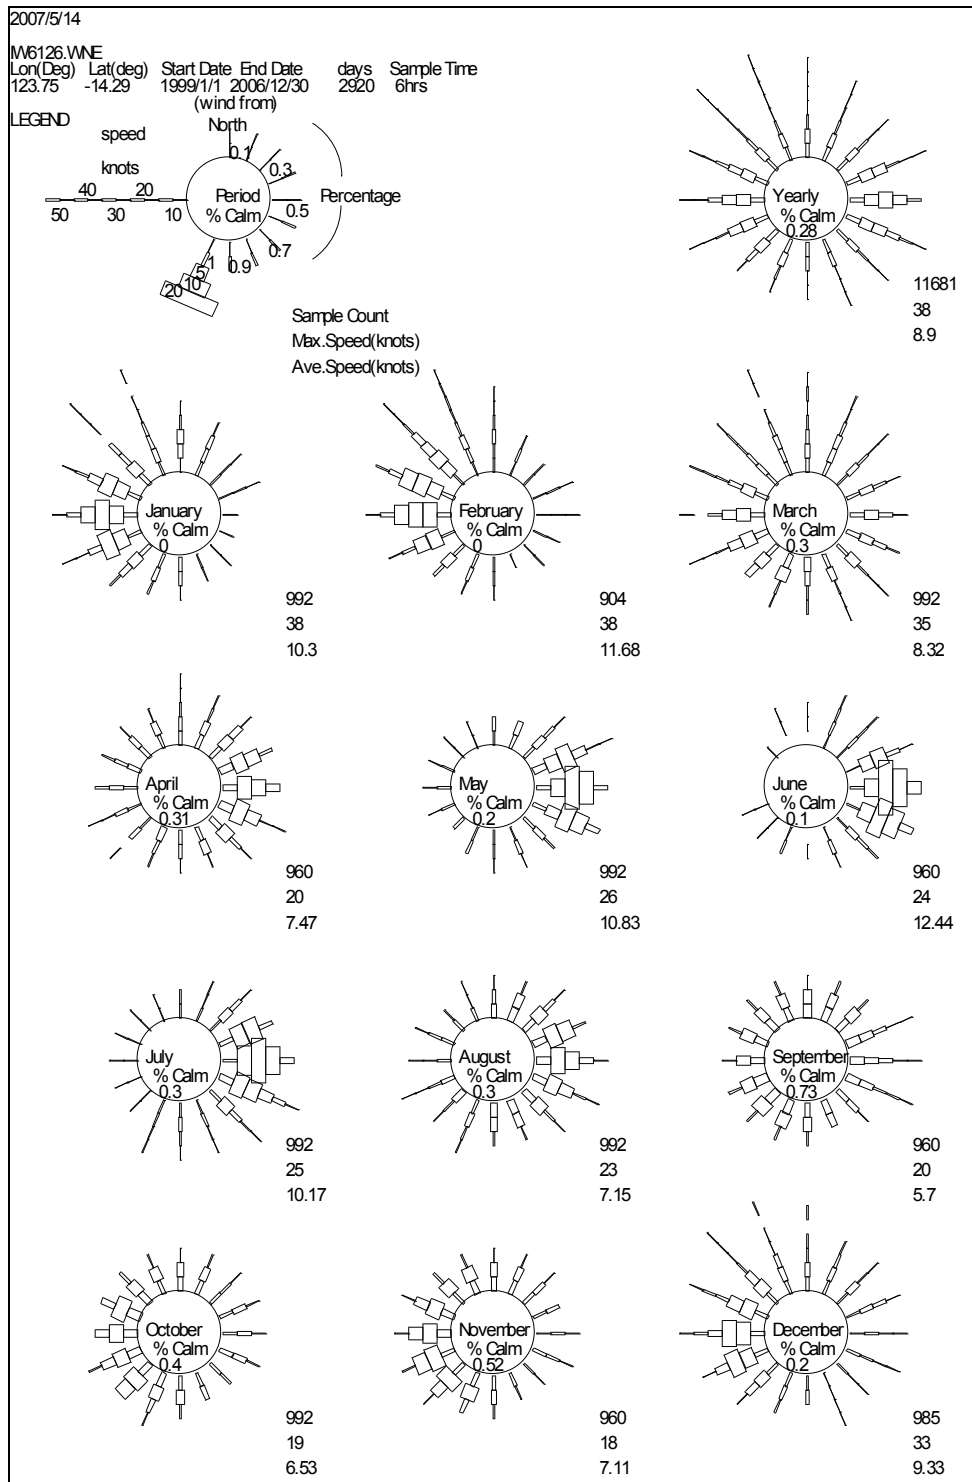 2007/5/14
IW6126.WNE
Lon(Deg) Lat(deg) Start Date End Date days Sample Time
123.75 -14.29 1999/1/1 2006/12/30 2920 6hrs
(wind from)
LEGEND
speed
North
knots
0.1
0.3
40 20
Period
Percentage
50 30 10
% Calm
0.5
0.7
0.9
1
5
10
20
Sample Count
Max.Speed(knots)
Ave.Speed(knots)
Yearly
% Calm
0.28
11681
38
8.9
January
% Calm
0
992
38
10.3
February
% Calm
0
904
38
11.68
March
% Calm
0.3
992
35
8.32
April
% Calm
0.31
960
20
7.47
May
% Calm
0.2
992
26
10.83
June
% Calm
0.1
960
24
12.44
July
% Calm
0.3
992
25
10.17
August
% Calm
0.3
992
23
7.15
September
% Calm
0.73
960
20
5.7
October
% Calm
0.4
992
19
6.53
November
% Calm
0.52
960
18
7.11
December
% Calm
0.2
985
33
9.33